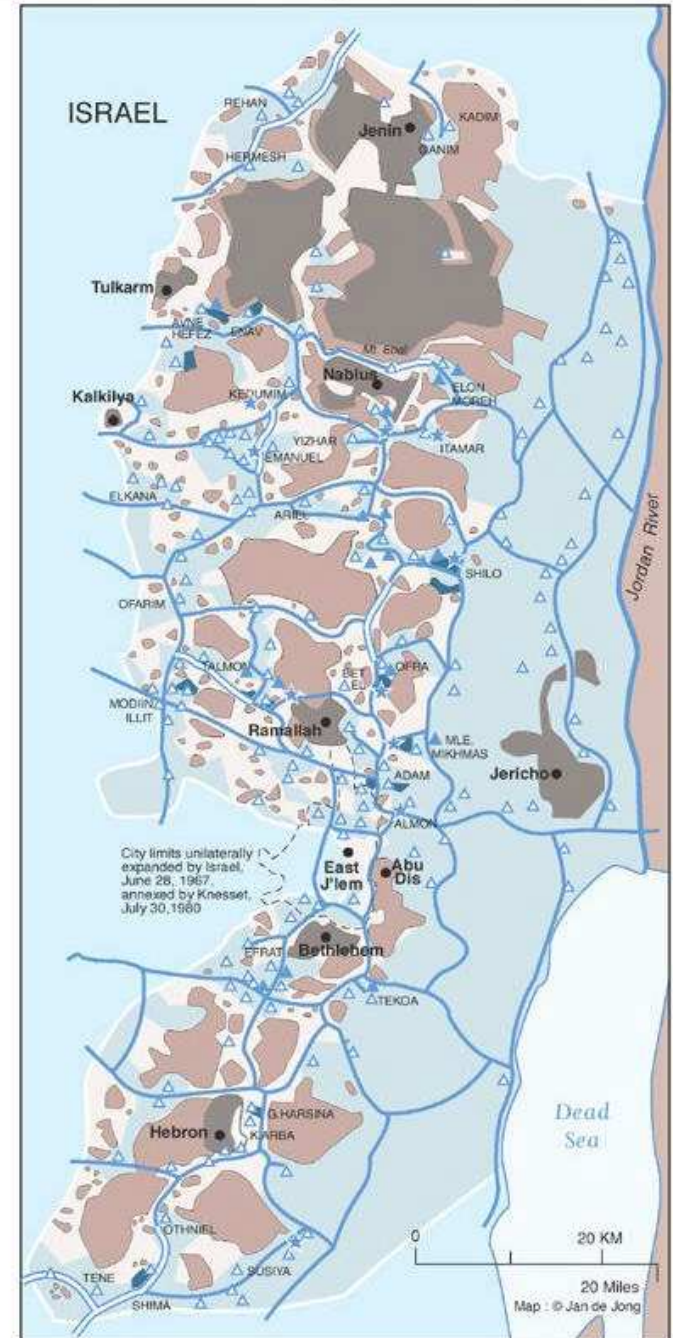 ISRAEL
REHAN
Jenin
KADIM
GANIM
HERMESH
Tulkarm
AVNE
HEFEZ
ENAV
Mt. Ebal
Nablus
ELON
MOREH
Kalkilya
KEDUMIM
YIZHAR
ITAMAR
EMANUEL
ELKANA
ARIEL
Jordan River
SHILO
OFARIM
TALMON
BET
EL
OFRA
MODIIN
ILLIT
Ramallah
MLE.
MIKHMAS
ADAM
Jericho
ALMON
City limits unilaterally
expanded by Israel,
June 28, 1967,
annexed by Knesset,
July 30,1980
East
J'lem
Abu
Dis
EFRAT
Bethlehem
TEKOA
G.HARSINA
Hebron
K.ARBA
Dead
Sea
OTHNIEL
SUSIYA
TENE
SHIMA
0
20 KM
20 Miles
Map : © Jan de Jong